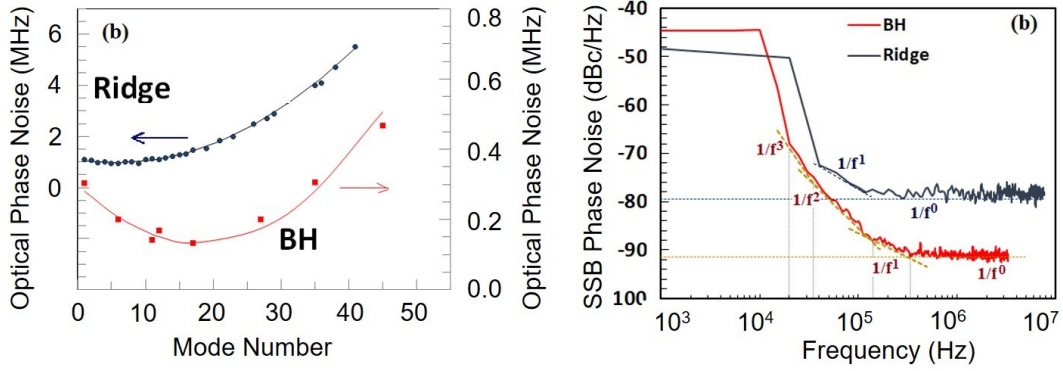 (b)
Ridge
BH
Optical Phase Noise (MHz)
6
4
2
0
0.8
0.6
0.4
0.2
0.0
Optical Phase Noise (MHz)
0 10 20 30 40 50
Mode Number
(b)
BH
Ridge
SSB Phase Noise (dBc/Hz)
-40
-50
-60
-70
-80
-90
100
1/f³
1/f²
1/f¹
1/f⁰
1/f¹
1/f⁰
10³ 10⁴ 10⁵ 10⁶ 10⁷
Frequency (Hz)